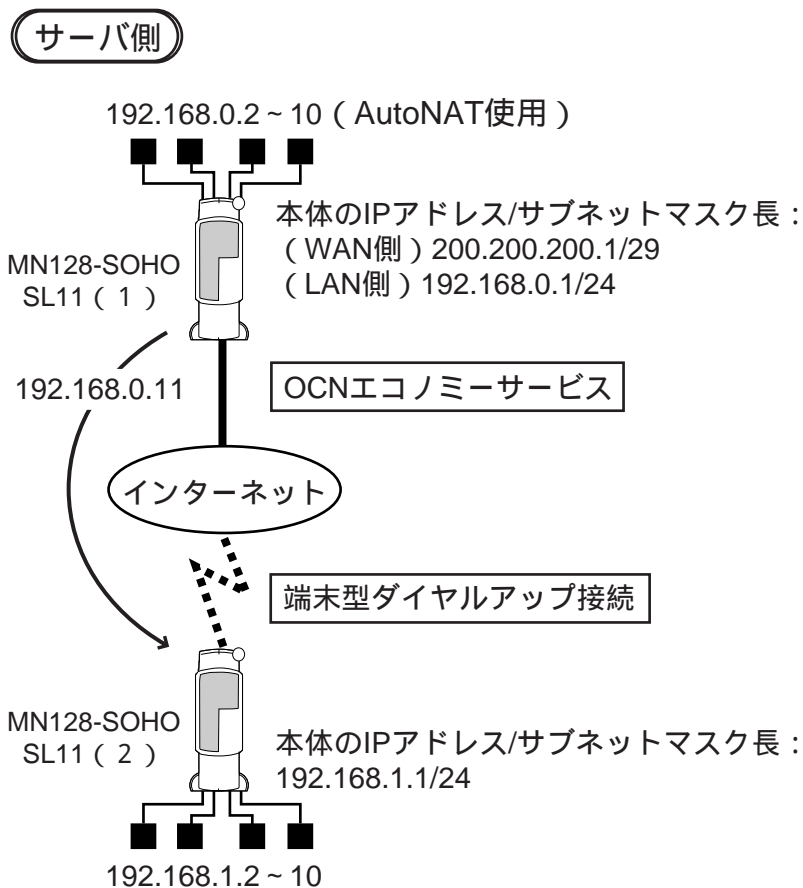 サーバ側
192.168.0.2 ~ 10 ( AutoNAT使用 )
本体のIPアドレス/サブネットマスク長：
( WAN側 ) 200.200.200.1/29
( LAN側 ) 192.168.0.1/24
MN128-SOHO
SL11 ( 1 )
192.168.0.11
OCNエコノミーサービス
インターネット
端末型ダイヤルアップ接続
MN128-SOHO
SL11 ( 2 )
本体のIPアドレス/サブネットマスク長：
192.168.1.1/24
192.168.1.2 ~ 10